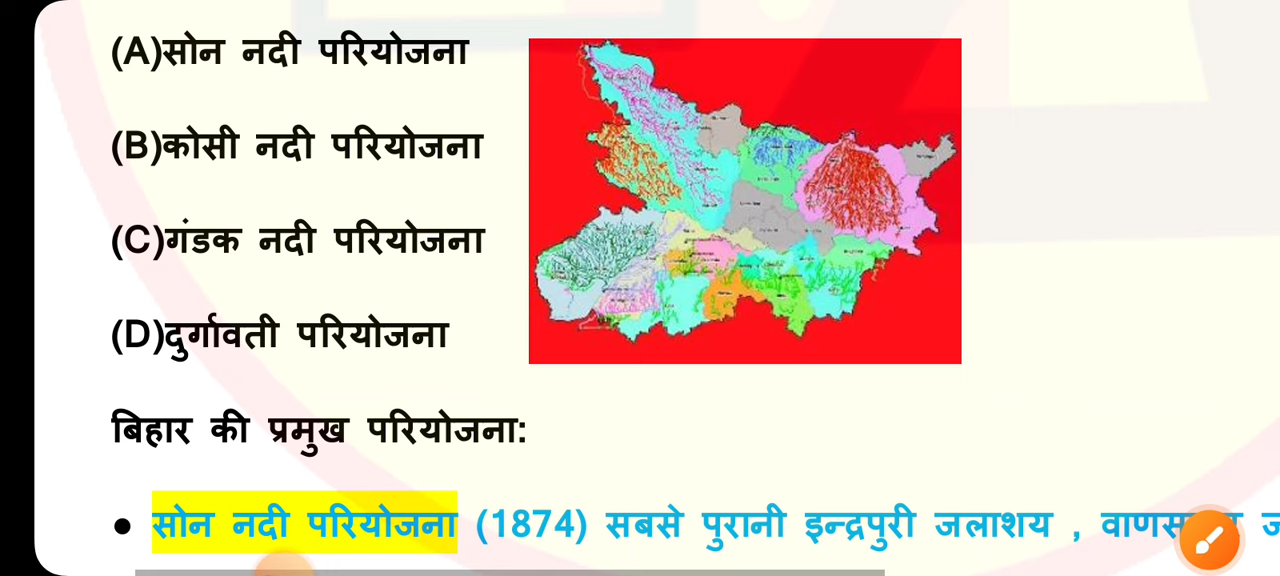 (A)सोन नदी परियोजना
(B)कोसी नदी परियोजना
(C)गंडक नदी परियोजना
(D)दुर्गावती परियोजना
बिहार की प्रमुख परियोजना:
● सोन नदी परियोजना (1874) सबसे पुरानी इन्द्रपुरी जलाशय ,